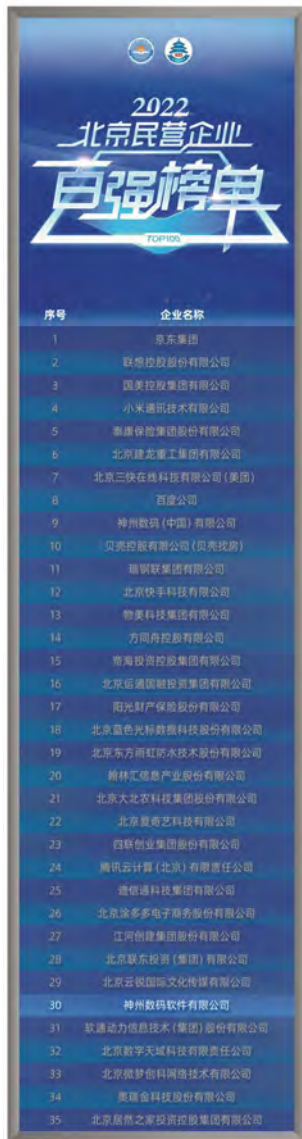 2022
北京民营企业
百强榜单
TOP100
序号 企业名称
1 京东集团
2 联想控股股份有限公司
3 国美控股集团有限公司
4 小米通讯技术有限公司
5 泰康保险集团股份有限公司
6 北京建龙重工集团有限公司
7 北京三快在线科技有限公司(美团)
8 百度公司
9 神州数码(中国)有限公司
10 贝壳控股有限公司(贝壳找房)
11 瑞钢联集团有限公司
12 北京快手科技有限公司
13 物美科技集团有限公司
14 方同舟控股有限公司
15 帝海投资控股集团有限公司
16 北京运通国融投资集团有限公司
17 阳光财产保险股份有限公司
18 北京蓝色光标数据科技股份有限公司
19 北京东方雨虹防水技术股份有限公司
20 翰林汇信息产业股份有限公司
21 北京大北农科技集团股份有限公司
22 北京爱奇艺科技有限公司
23 四联创业集团股份有限公司
24 腾讯云计算(北京)有限责任公司
25 迪信通科技集团有限公司
26 北京涂多多电子商务股份有限公司
27 江河创建集团股份有限公司
28 北京联东投资(集团)有限公司
29 北京云锐国际文化传媒有限公司
30 神州数码软件有限公司
31 软通动力信息技术(集团)股份有限公司
32 北京数字天域科技有限责任公司
33 北京微梦创科网络技术有限公司
34 奥瑞金科技股份有限公司
35 北京居然之家投资控股集团有限公司